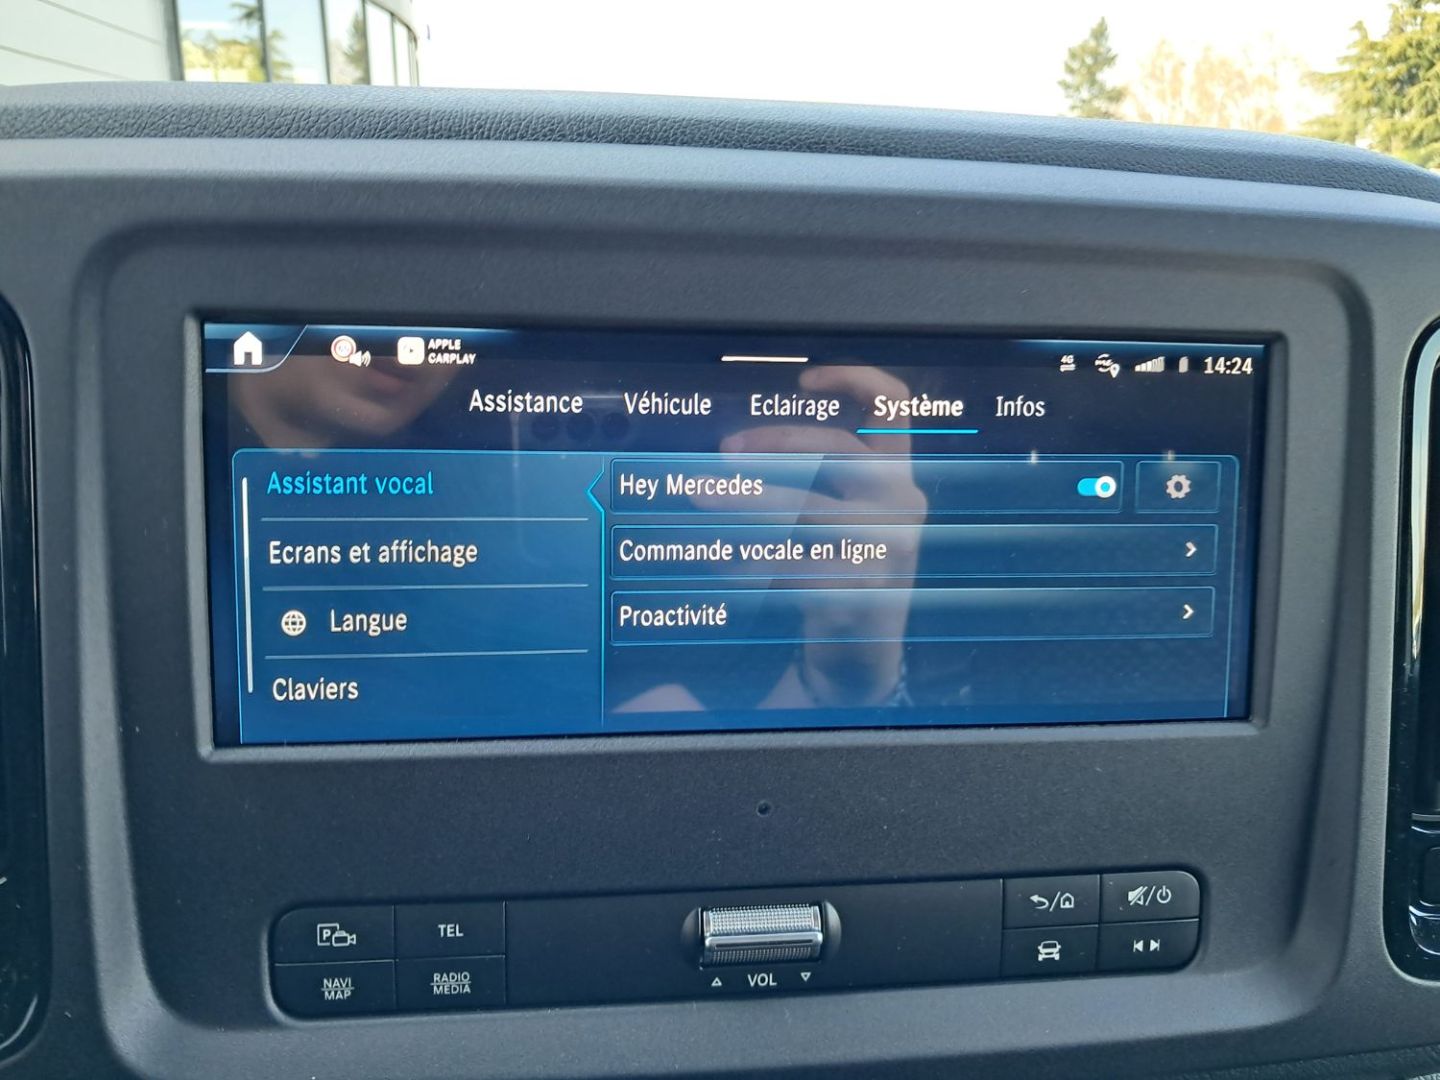 APPLE
CARPLAY
4G
14:24
Assistance
Véhicule
Eclairage
Système
Infos
Assistant vocal
Hey Mercedes
Ecrans et affichage
Commande vocale en ligne
Langue
Proactivité
Claviers
P
TEL
NAVI
MAP
RADIO
MEDIA
VOL